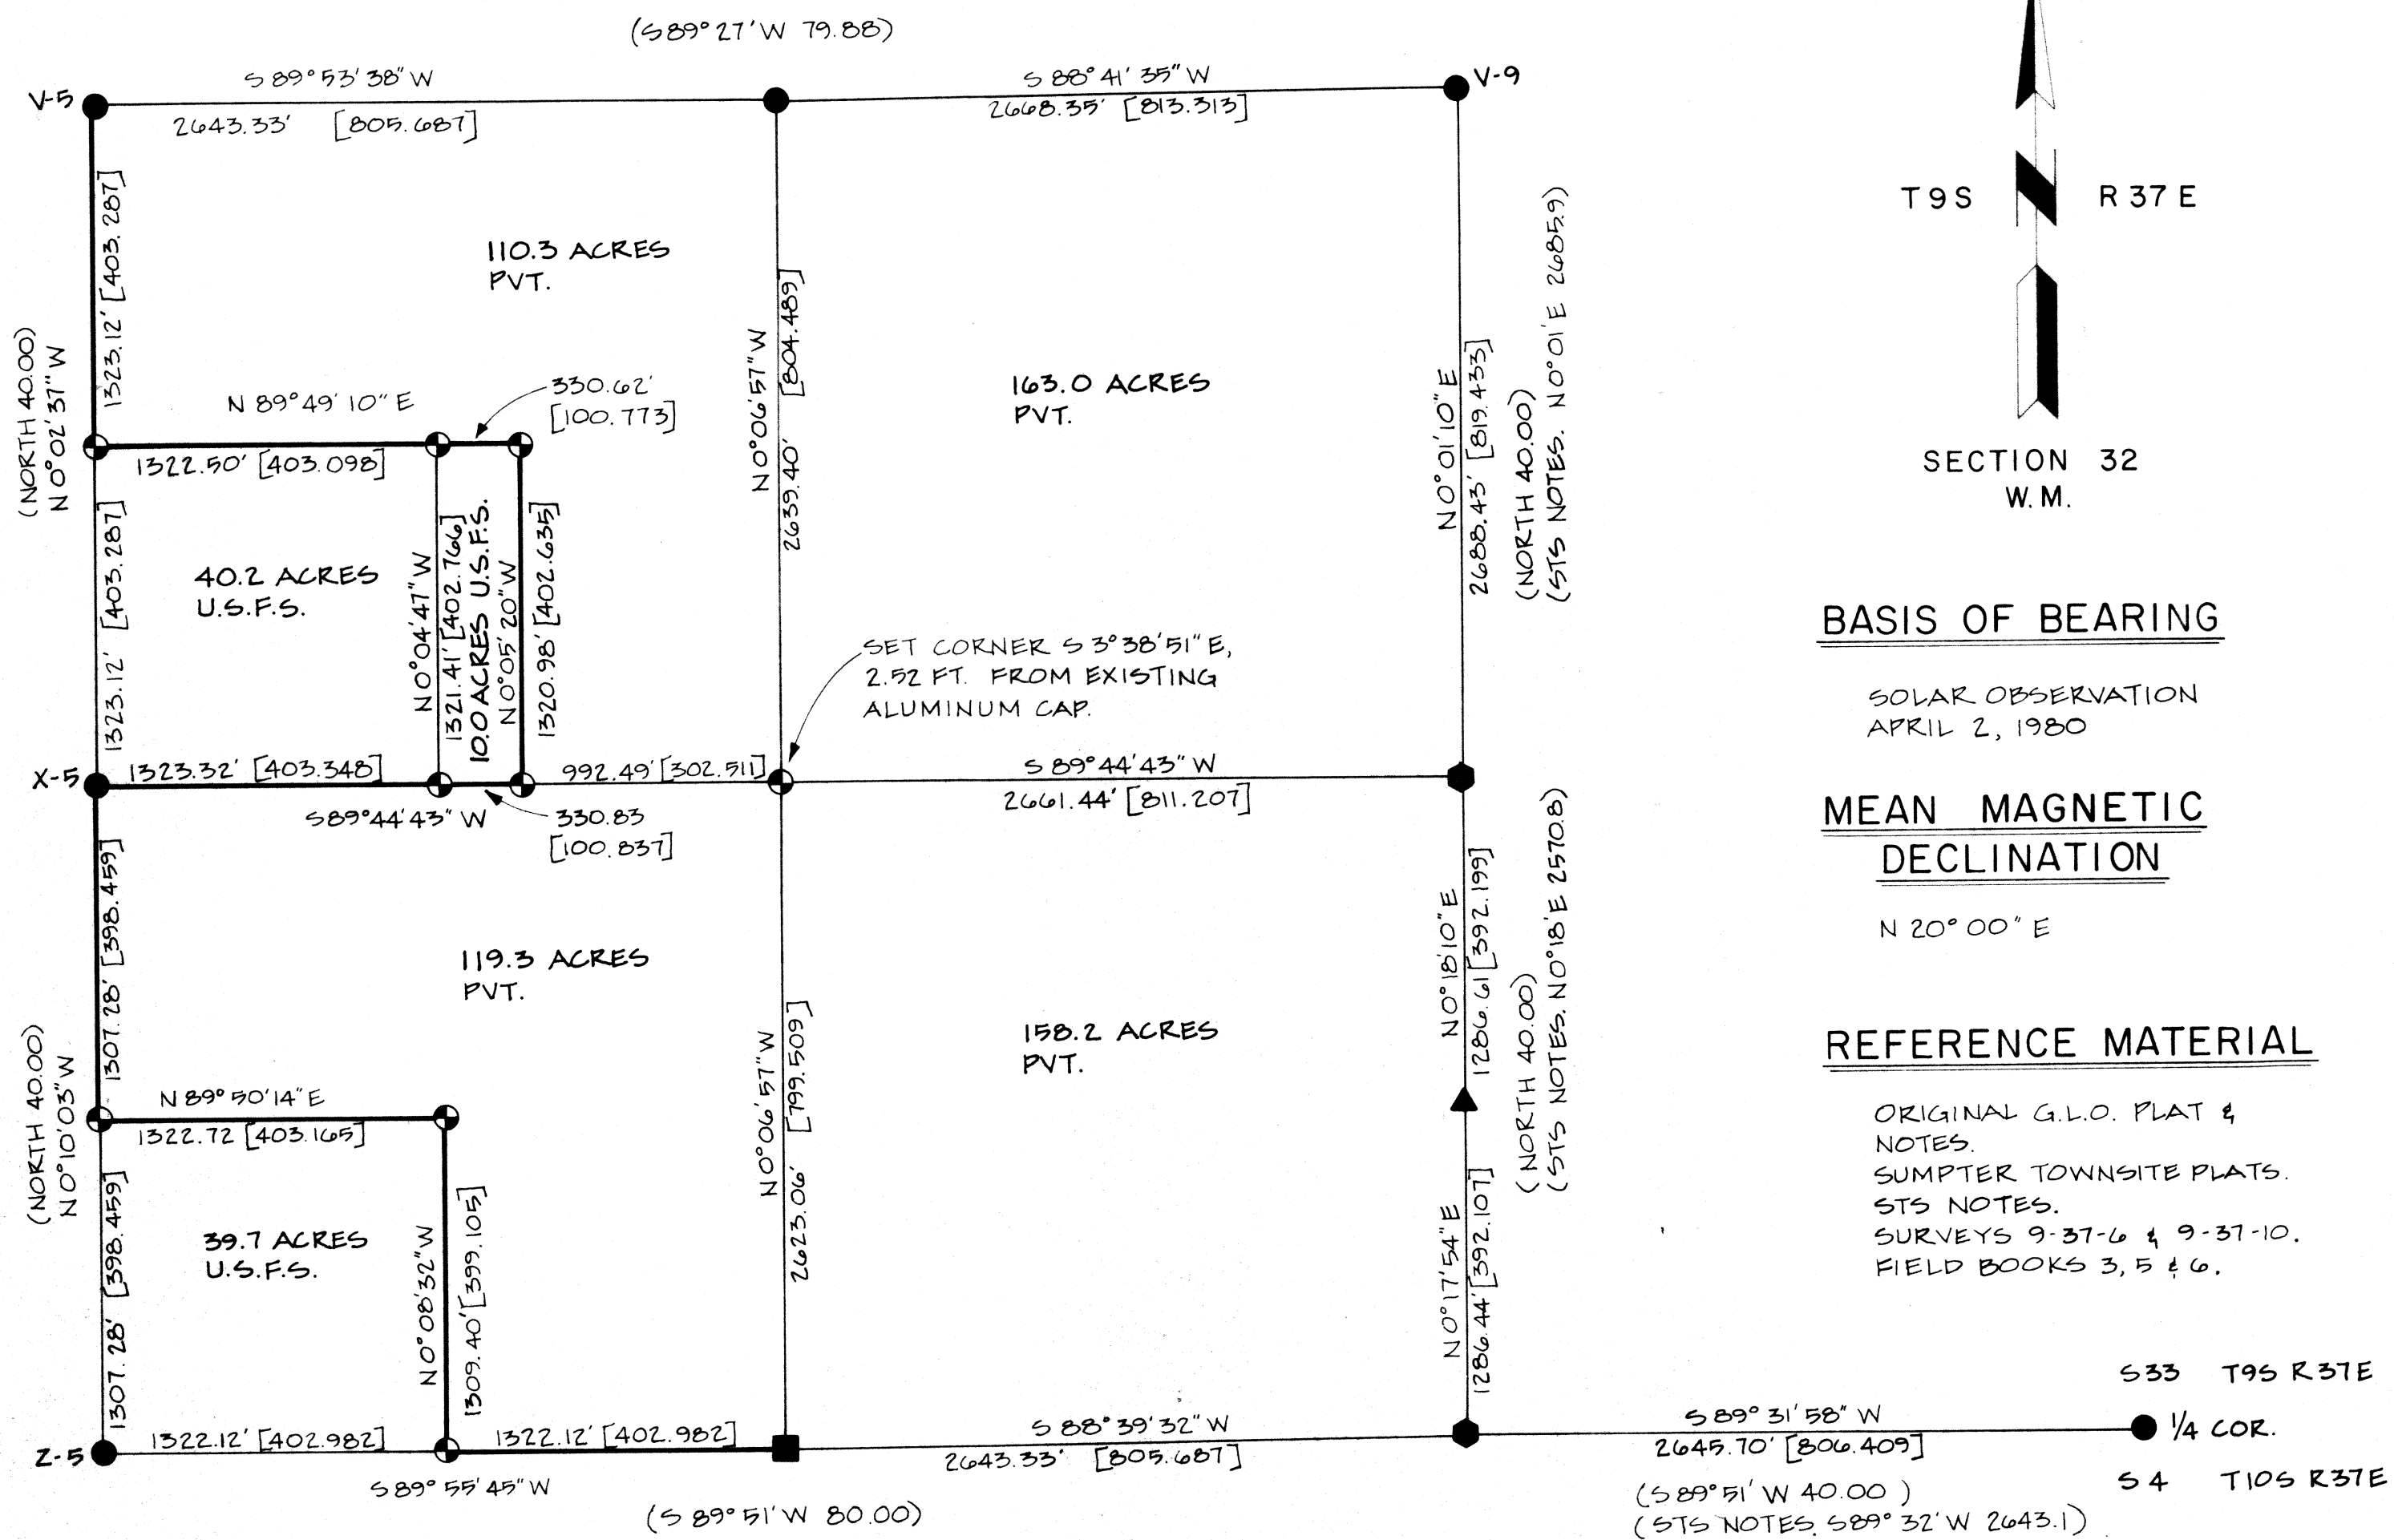 (S 89° 27' W 79.88)
S 89° 53' 38" W
S 88° 41' 35" W
V-5
V-9
2643.33' [805.687]
2668.35' [813.313]
1323.12' [403.287]
(NORTH 40.00)
N 0° 02' 37" W
110.3 ACRES
PVT.
N 0° 06' 57" W
2639.40' [804.489]
163.0 ACRES
PVT.
N 0° 01' 10" E
2688.43' [819.433]
(NORTH 40.00)
(STS NOTES. N 0° 01' E 2685.9)
N 89° 49' 10" E
330.62'
[100.773]
1322.50' [403.098]
1323.12' [403.287]
40.2 ACRES
U.S.F.S.
N 0° 04' 47" W
1321.41' [402.766]
10.0 ACRES U.S.F.S.
N 0° 05' 20" W
1320.98' [402.635]
SET CORNER S 3° 38' 51" E,
2.52 FT. FROM EXISTING
ALUMINUM CAP.
X-5
1323.32' [403.348]
992.49' [302.511]
S 89° 44' 43" W
2661.44' [811.207]
S 89° 44' 43" W
330.83
[100.837]
1307.28' [398.459]
(NORTH 40.00)
N 0° 10' 03" W
119.3 ACRES
PVT.
N 0° 06' 57" W
2623.06' [799.509]
158.2 ACRES
PVT.
N 0° 18' 10" E
1286.61 [392.199]
(NORTH 40.00)
(STS NOTES. N 0° 18' E 2570.8)
N 89° 50' 14" E
1322.72 [403.165]
1307.28' [398.459]
39.7 ACRES
U.S.F.S.
N 0° 08' 32" W
1309.40' [399.105]
N 0° 17' 54" E
1286.44' [392.107]
Z-5
1322.12' [402.982]
1322.12' [402.982]
S 89° 55' 45" W
(S 89° 51' W 80.00)
S 88° 39' 32" W
2643.33' [805.687]
S 89° 31' 58" W
2645.70' [806.409]
(S 89° 51' W 40.00)
(STS NOTES. S 89° 32' W 2643.1)
S 33 T9S R37E
1/4 COR.
S 4 T10S R37E
T 9 S N R 37 E
SECTION 32
W. M.
BASIS OF BEARING
SOLAR OBSERVATION
APRIL 2, 1980
MEAN MAGNETIC
DECLINATION
N 20° 00" E
REFERENCE MATERIAL
ORIGINAL G.L.O. PLAT &
NOTES.
SUMPTER TOWNSITE PLATS.
STS NOTES.
SURVEYS 9-37-6 & 9-37-10.
FIELD BOOKS 3, 5 & 6.